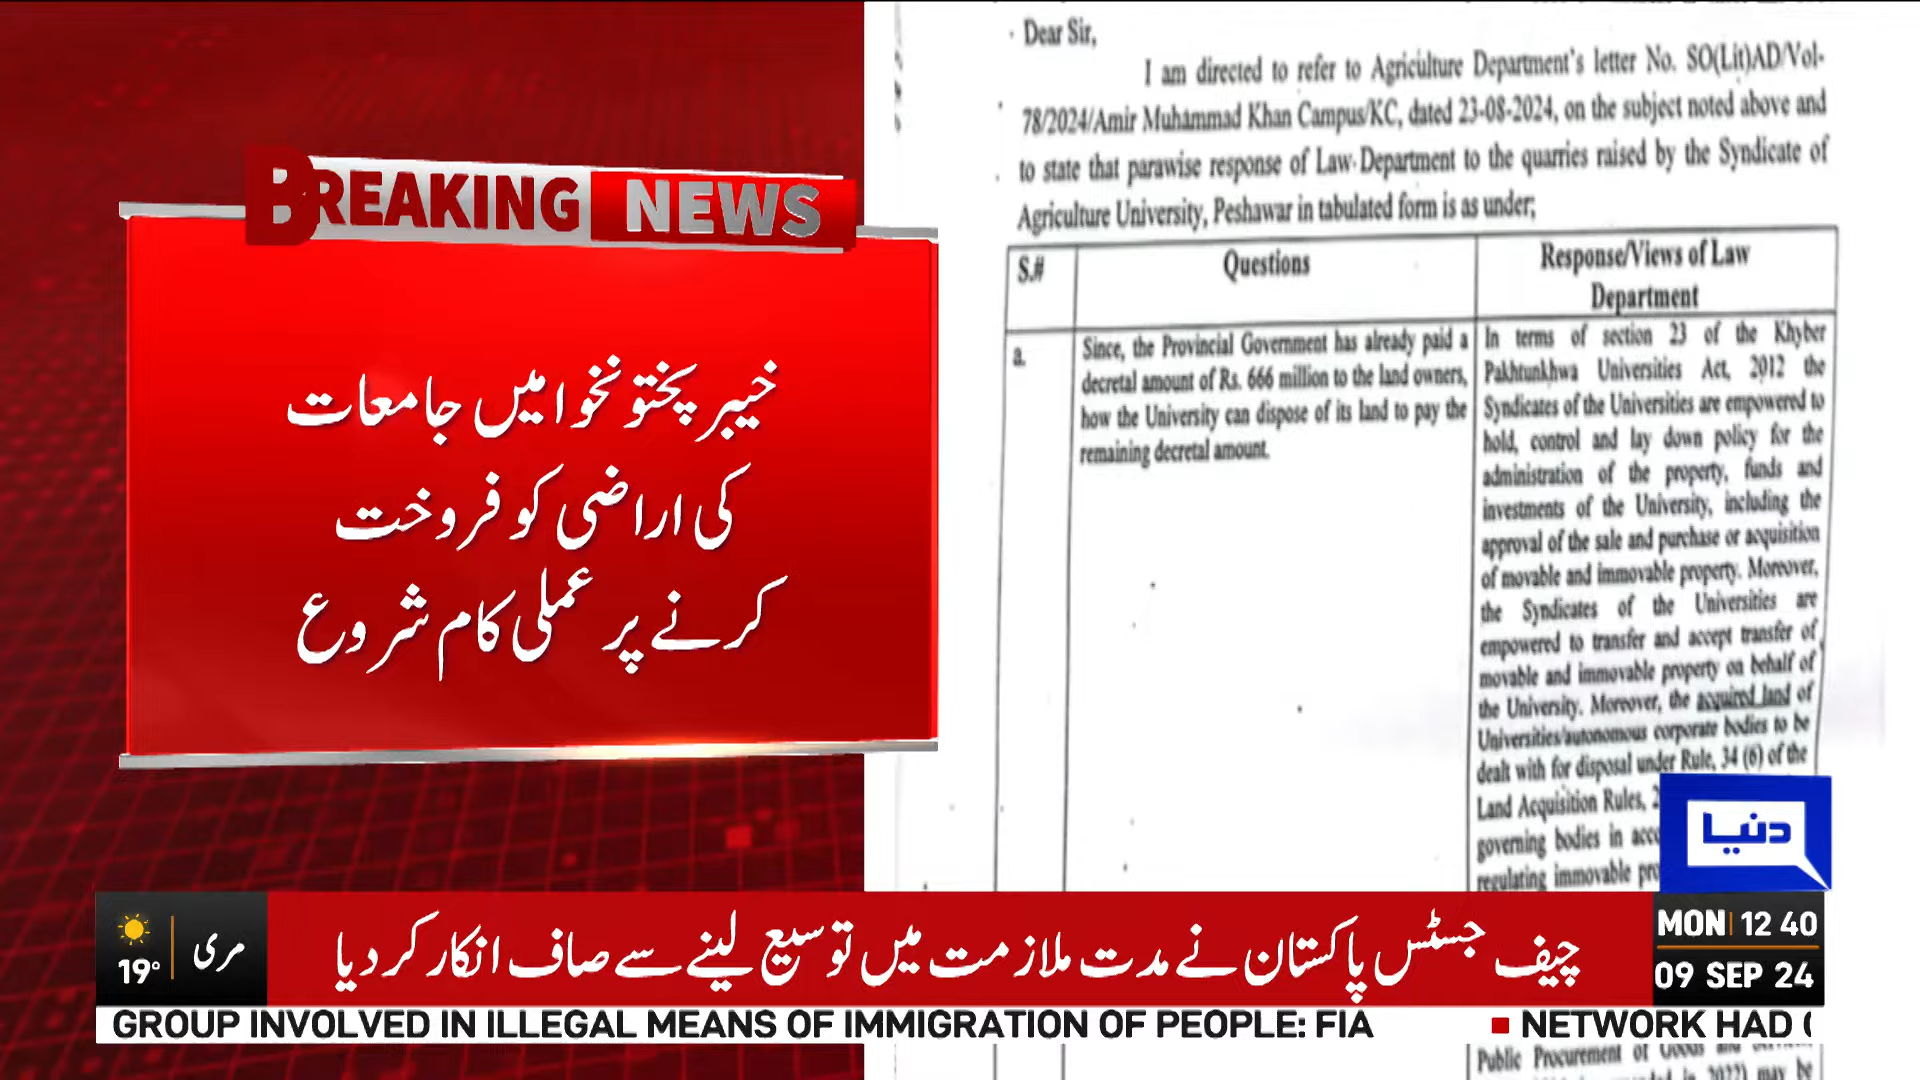 BREAKING NEWS
خیبر پختونخوا میں جامعات
کی اراضی کو فروخت
کرنے پر عملی کام شروع
Dear Sir,
I am directed to refer to Agriculture Department's letter No. SO(Lit)AD/Vol-
78/2024/Amir Muhammad Khan Campus/KC, dated 23-08-2024, on the subject noted above and
to state that parawise response of Law Department to the quarries raised by the Syndicate of
Agriculture University, Peshawar in tabulated form is as under;
S.#
Questions
Response/Views of Law
Department
a.
Since, the Provincial Government has already paid a
decretal amount of Rs. 666 million to the land owners,
how the University can dispose of its land to pay the
remaining decretal amount.
In terms of section 23 of the Khyber
Pakhtunkhwa Universities Act, 2012 the
Syndicates of the Universities are empowered to
hold, control and lay down policy for the
administration of the property, funds and
investments of the University, including the
approval of the sale and purchase or acquisition
of movable and immovable property. Moreover,
the Syndicates of the Universities are
empowered to transfer and accept transfer of
movable and immovable property on behalf of
the University. Moreover, the acquired land of
Universities/autonomous corporate bodies to be
dealt with for disposal under Rule, 34 (6) of the
Land Acquisition Rules, 2
governing bodies in acco
regulating immovable pro
دنیا
19°
مری
چیف جسٹس پاکستان نے مدت ملازمت میں توسیع لینے سے صاف انکار کر دیا
MON 12 40
09 SEP 24
GROUP INVOLVED IN ILLEGAL MEANS OF IMMIGRATION OF PEOPLE: FIA
NETWORK HAD
Public Procurement of Goods and
in 2022) may be